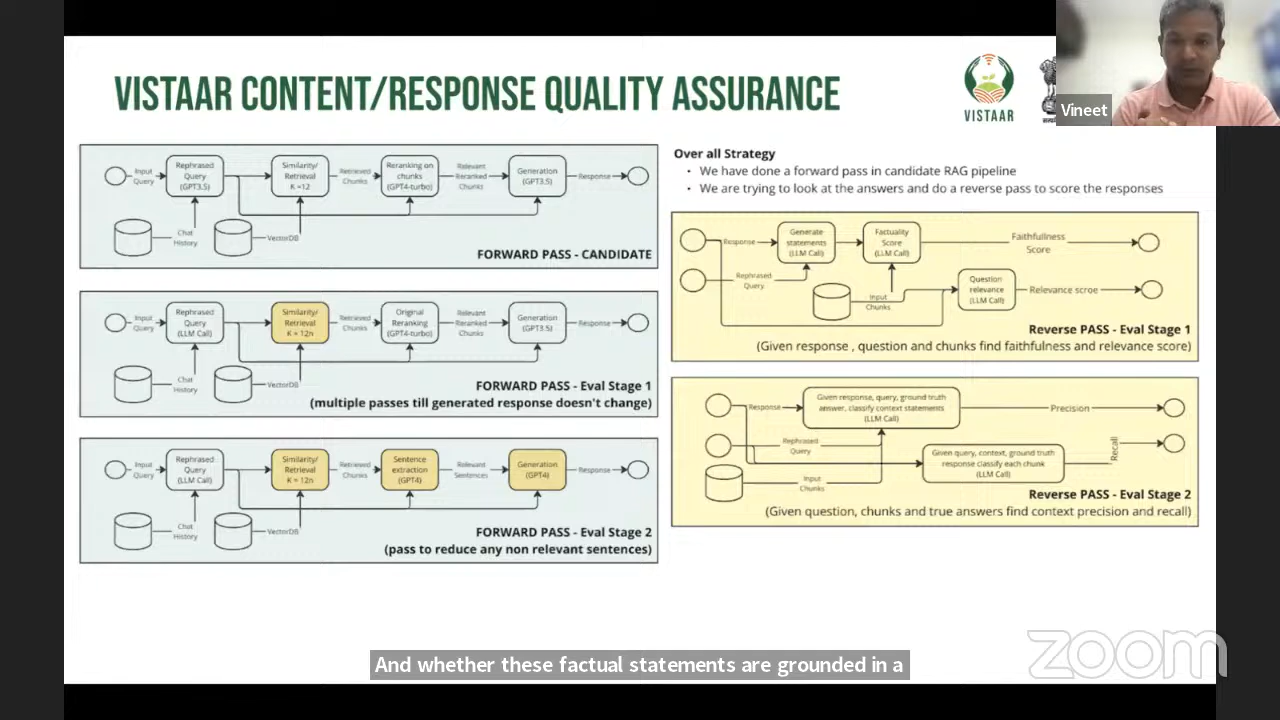 VISTAAR CONTENT/RESPONSE QUALITY ASSURANCE
VISTAAR
Vineet
Input
Query
Rephrased
Query
(GPT3.5)
Similarity/
Retrieval
K =12
Retrieved
Chunks
Reranking on
chunks
(GPT4-turbo)
Relevant
Reranked
Chunks
Generation
(GPT3.5)
Response
Chat
History
VectorDB
FORWARD PASS - CANDIDATE
Input
Query
Rephrased
Query
(LLM Call)
Similarity/
Retrieval
K = 12n
Retrieved
Chunks
Original
Reranking
(GPT4-turbo)
Relevant
Reranked
Chunks
Generation
(GPT3.5)
Response
Chat
History
VectorDB
FORWARD PASS - Eval Stage 1
(multiple passes till generated response doesn't change)
Input
Query
Rephrased
Query
(LLM Call)
Similarity/
Retrieval
K = 12n
Retrieved
Chunks
Sentence
extraction
(GPT4)
Relevant
Sentences
Generation
(GPT4)
Response
Chat
History
VectorDB
FORWARD PASS - Eval Stage 2
(pass to reduce any non relevant sentences)
Over all Strategy
• We have done a forward pass in candidate RAG pipeline
• We are trying to look at the answers and do a reverse pass to score the responses
Response
Generate
statements
(LLM Call)
Factuality
Score
(LLM Call)
Faithfullness
Score
Rephrased
Query
Input
Chunks
Question
relevance
(LLM Call)
Relevance scroe
Reverse PASS - Eval Stage 1
(Given response , question and chunks find faithfulness and relevance score)
Response
Given response, query, ground truth
answer, classify context statements
(LLM Call)
Precision
Rephrased
Query
Input
Chunks
Given query, context, ground truth
response classify each chunk
(LLM Call)
Recall
Reverse PASS - Eval Stage 2
(Given question, chunks and true answers find context precision and recall)
And whether these factual statements are grounded in a
zoom